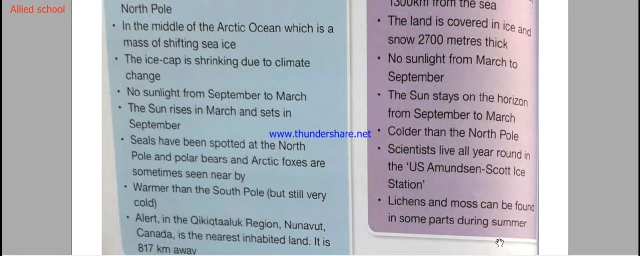 Allied school
North Pole
• In the middle of the Arctic Ocean which is a
mass of shifting sea ice
• The ice-cap is shrinking due to climate
change
• No sunlight from September to March
• The Sun rises in March and sets in
September
• Seals have been spotted at the North
Pole and polar bears and Arctic foxes are
sometimes seen near by
• Warmer than the South Pole (but still very
cold)
• Alert, in the Qikiqtaaluk Region, Nunavut,
Canada, is the nearest inhabited land. It is
817 km away
1300km from the sea
• The land is covered in ice and
snow 2700 metres thick
• No sunlight from March to
September
• The Sun stays on the horizon
from September to March
• Colder than the North Pole
• Scientists live all year round in
the 'US Amundsen-Scott Ice
Station'
• Lichens and moss can be found
in some parts during summer
www.thundershare.net